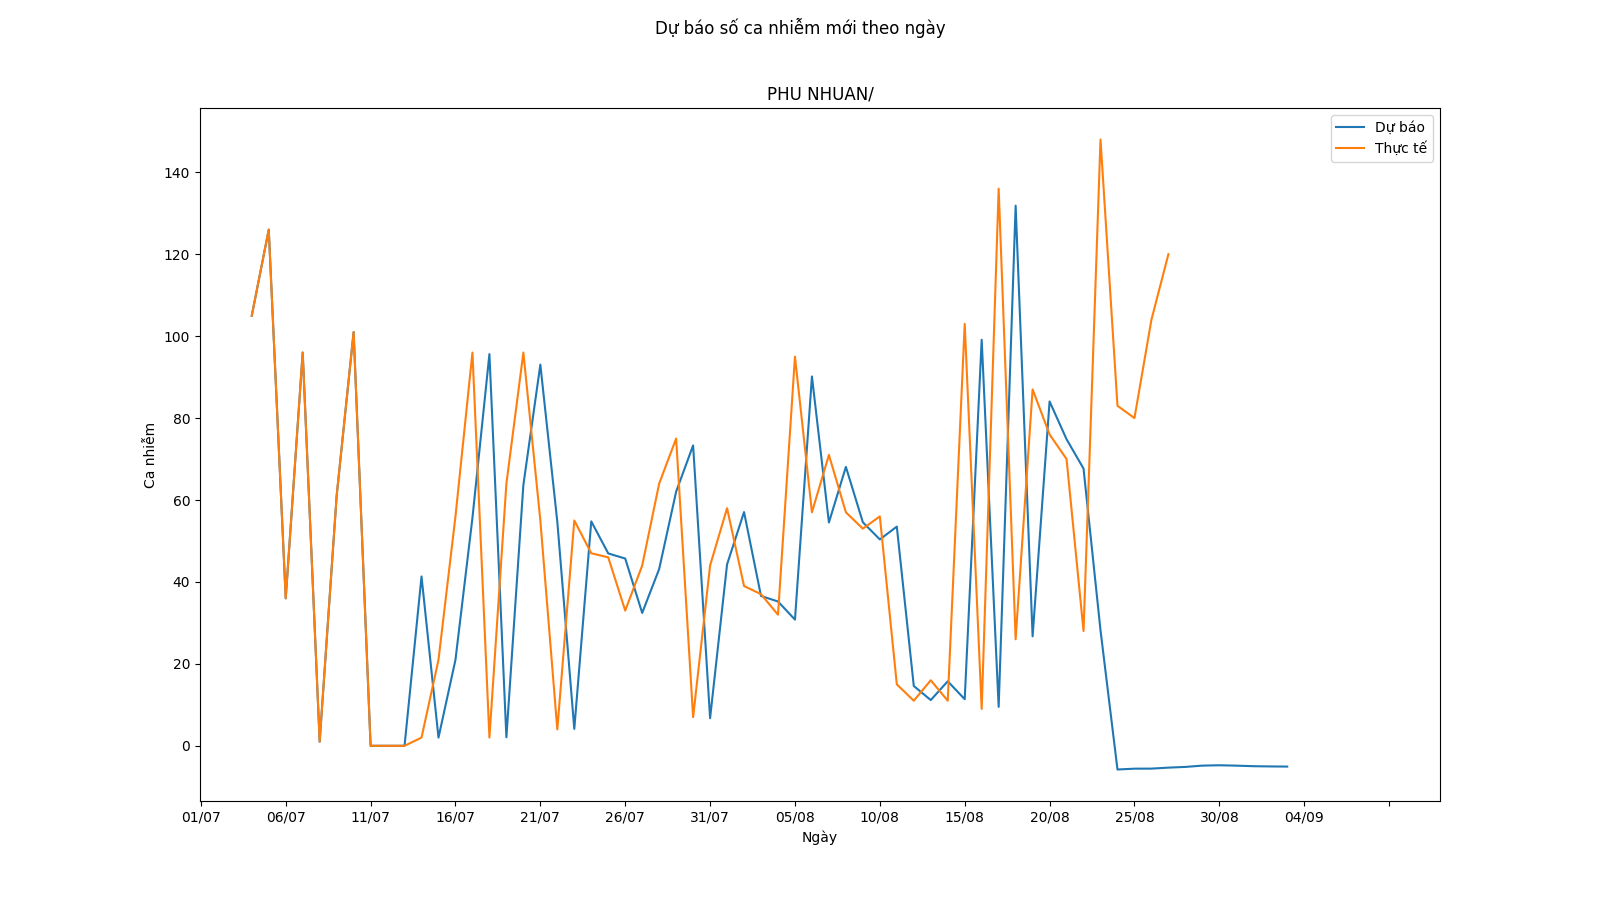 Dự báo số ca nhiễm mới theo ngày
PHU NHUAN/
Dự báo
Thực tế
140
120
100
80
60
40
20
0
Ca nhiễm
01/07 06/07 11/07 16/07 21/07 26/07 31/07 05/08 10/08 15/08 20/08 25/08 30/08 04/09
Ngày